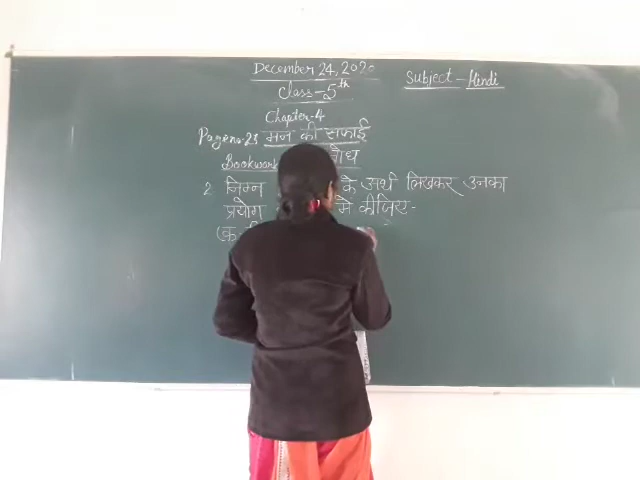 December 24, 2020
Subject - Hindi
Class - 5th
Chapter-4
Page no-23 मन की सफाई
Bookwork
2 निम्न के अर्थ लिखकर उनका
प्रयोग में कीजिए-
(क